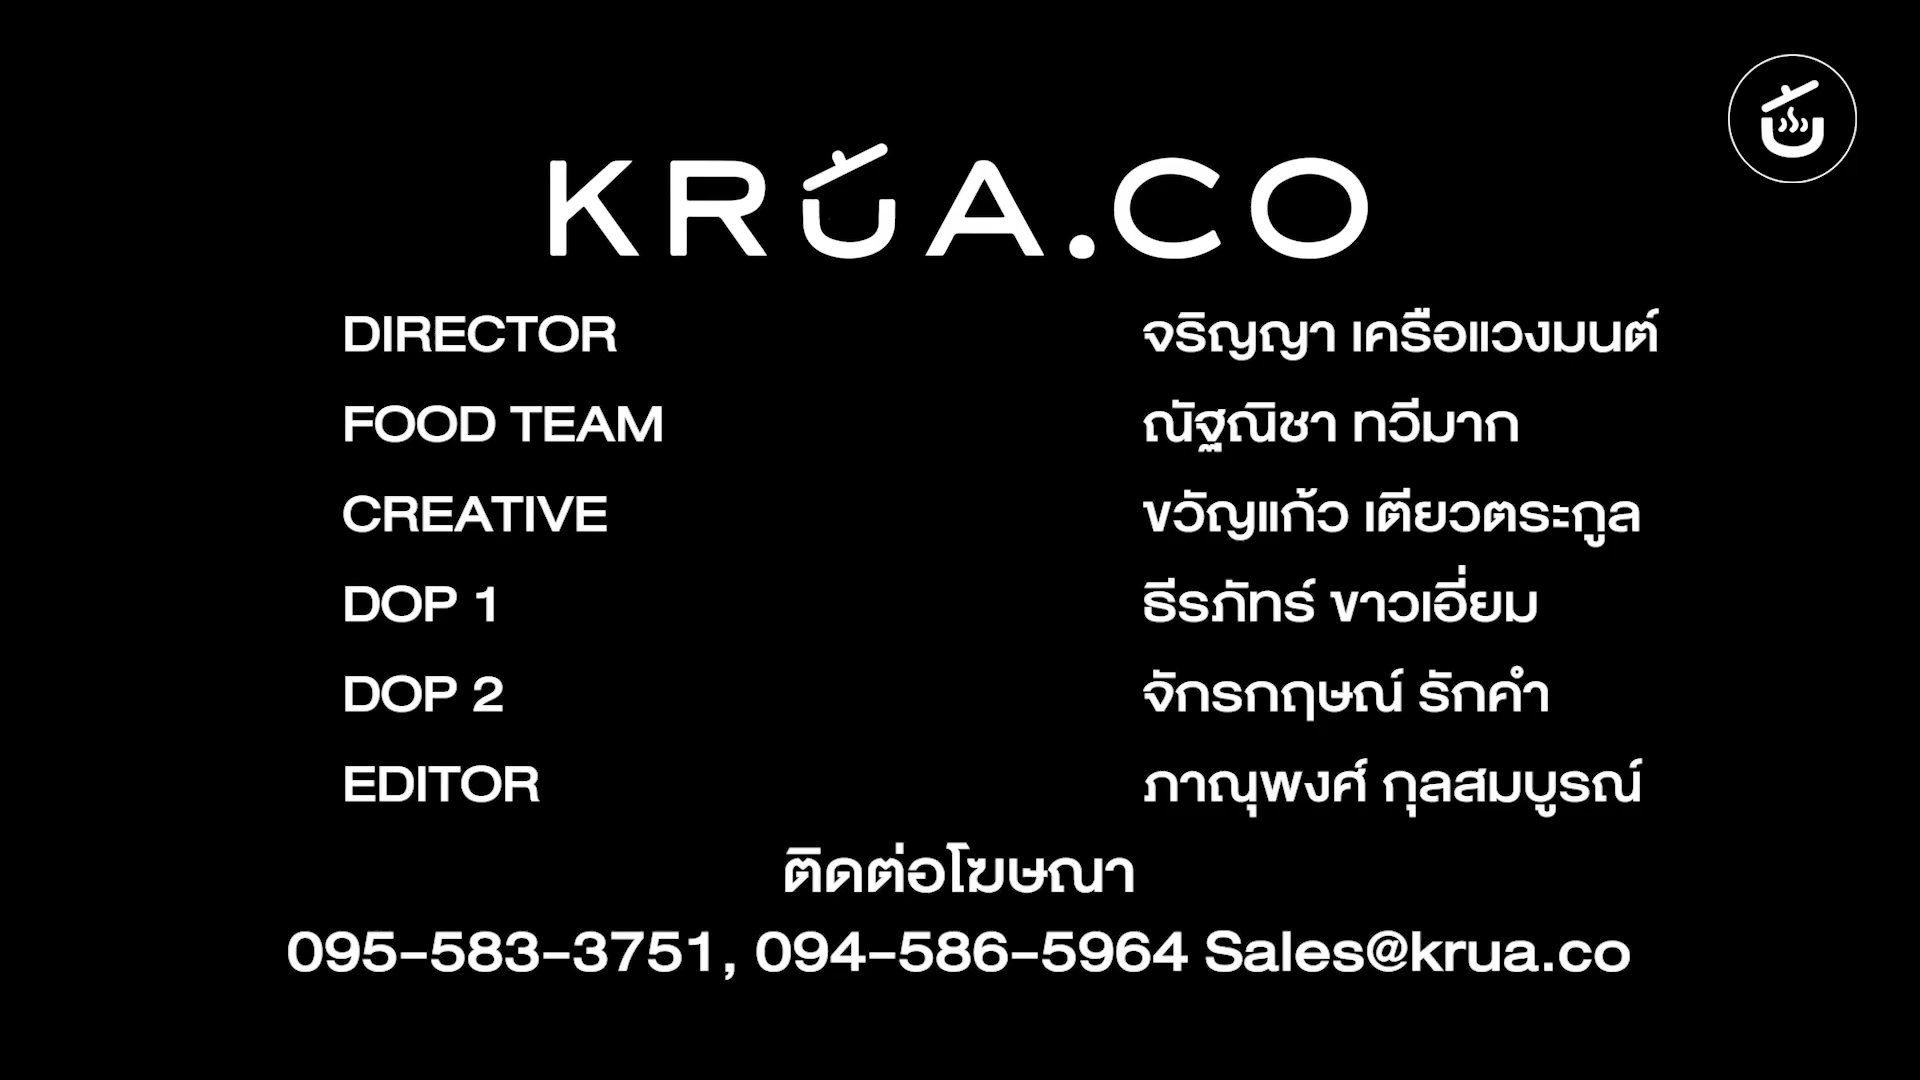 KRUA.CO
DIRECTOR จริญญา เครือแวงมนต์
FOOD TEAM ณัฐณิชา ทวีมาก
CREATIVE ขวัญแก้ว เตียวตระกูล
DOP 1 ธีรภัทร์ ขาวเอี่ยม
DOP 2 จักรกฤษณ์ รักคำ
EDITOR ภาณุพงศ์ กุลสมบูรณ์
ติดต่อโฆษณา
095-583-3751, 094-586-5964 Sales@krua.co